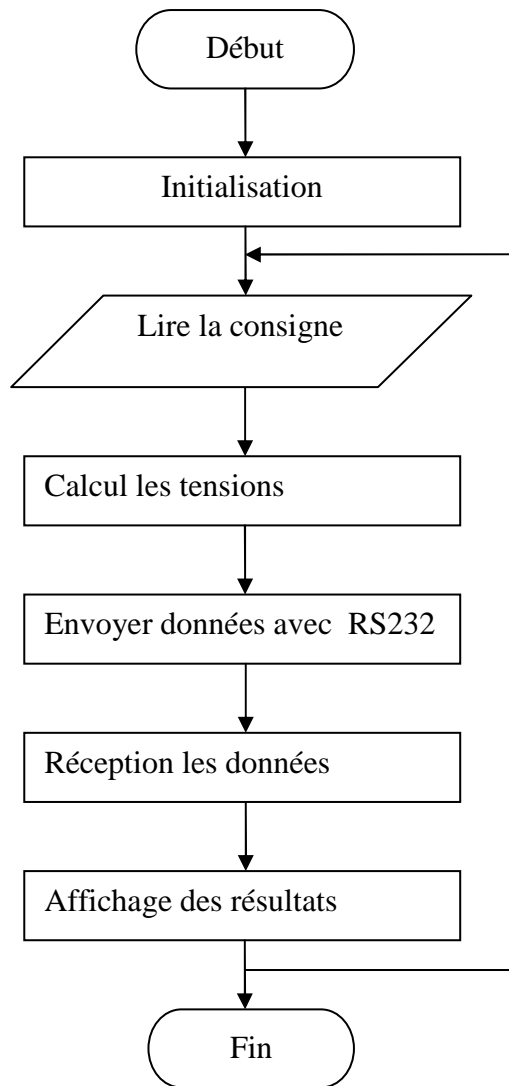 Début
Initialisation
Lire la consigne
Calcul les tensions
Envoyer données avec  RS232
Réception les données
Affichage des résultats
Fin